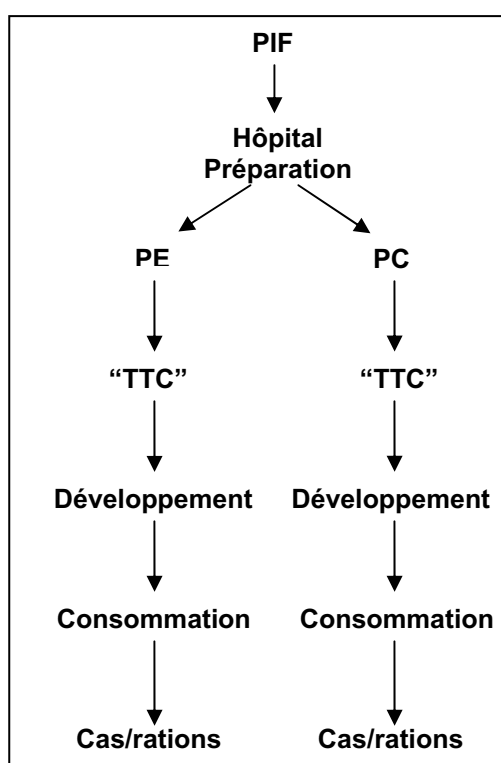 PIF
Hôpital
Préparation
PE PC
“TTC” “TTC”
Développement Développement
Consommation Consommation
Cas/rations Cas/rations